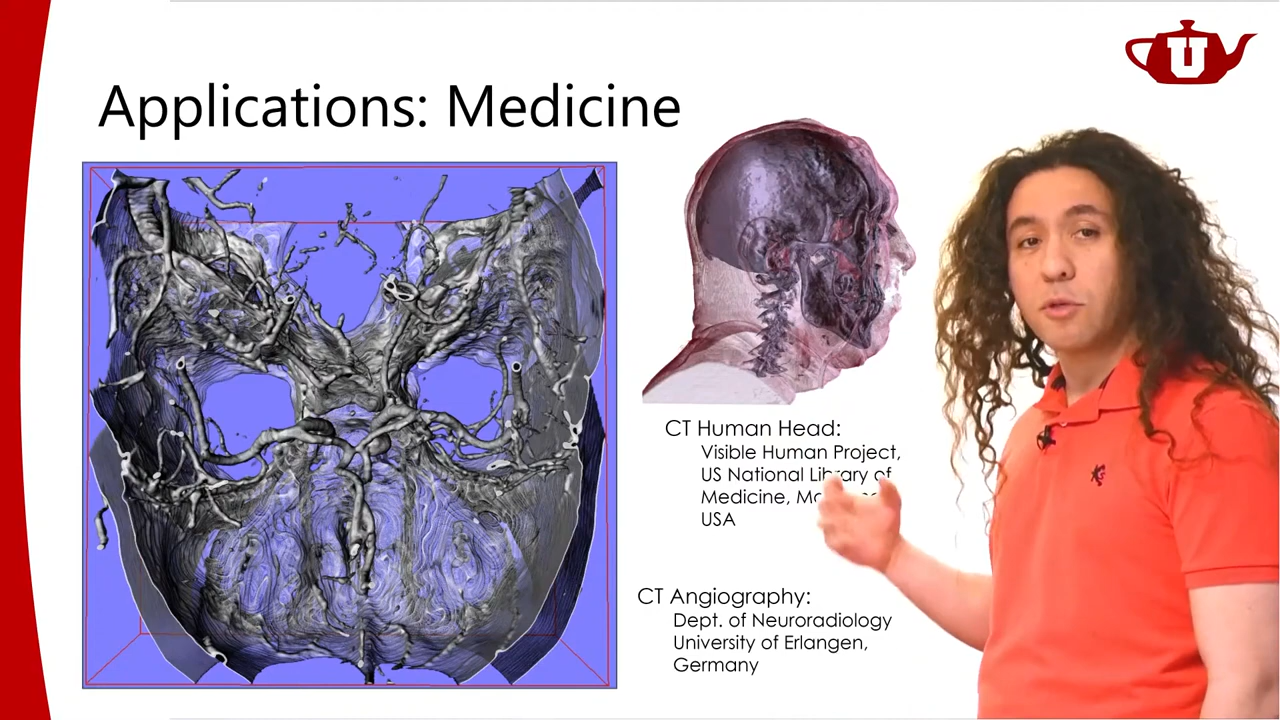 U
Applications: Medicine
CT Human Head:
Visible Human Project,
US National Library of
Medicine,
USA
CT Angiography:
Dept. of Neuroradiology
University of Erlangen,
Germany